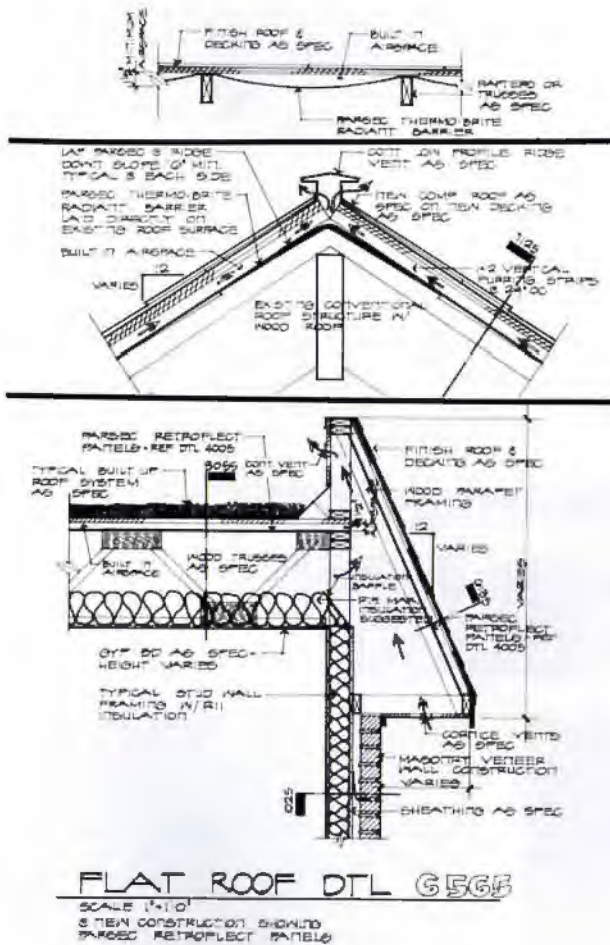 FINISH ROOF &
DECKING AS SPEC
BUILT IN
AIRSPACE
MINIMUM
AIRSPACE
RAFTERS OR
TRUSSES
AS SPEC
PARSEC THERMO-BRITE
RADIANT BARRIER
LAP PARSEC @ RIDGE
DOWN SLOPE 6" MIN.
TYPICAL @ EACH SIDE
PARSEC THERMO-BRITE
RADIANT BARRIER
LAID DIRECTLY ON
EXISTING ROOF SURFACE
BUILT IN AIRSPACE
12
VARIES
CONT LOW PROFILE RIDGE
VENT AS SPEC
NEW COMP ROOF AS
SPEC ON NEW DECKING
AS SPEC
1x2 VERTICAL
FURRING STRIPS
@ 24" OC
EXISTING CONVENTIONAL
ROOF STRUCTURE W/
WOOD ROOF
PARSEC RETROFLECT
PANELS - REF DTL 4005
TYPICAL BUILT-UP
ROOF SYSTEM
AS SPEC
CONT VENT
AS SPEC
FINISH ROOF &
DECKING AS SPEC
WOOD PARAPET
FRAMING
12
VARIES
VARIES
BUILT IN
AIRSPACE
WOOD TRUSSES
AS SPEC
INSULATION
BAFFLE
INSULATION
SUGGESTED
PARSEC
RETROFLECT
PANELS - REF
DTL 4005
GYP BD AS SPEC -
HEIGHT VARIES
TYPICAL STUD WALL
FRAMING W/ R11
INSULATION
CORNICE VENTS
AS SPEC
MASONRY VENEER
WALL CONSTRUCTION
VARIES
SHEATHING AS SPEC
025
FLAT ROOF DTL G565
SCALE 1"=1'-0"
@ NEW CONSTRUCTION SHOWING
PARSEC RETROFLECT PANELS